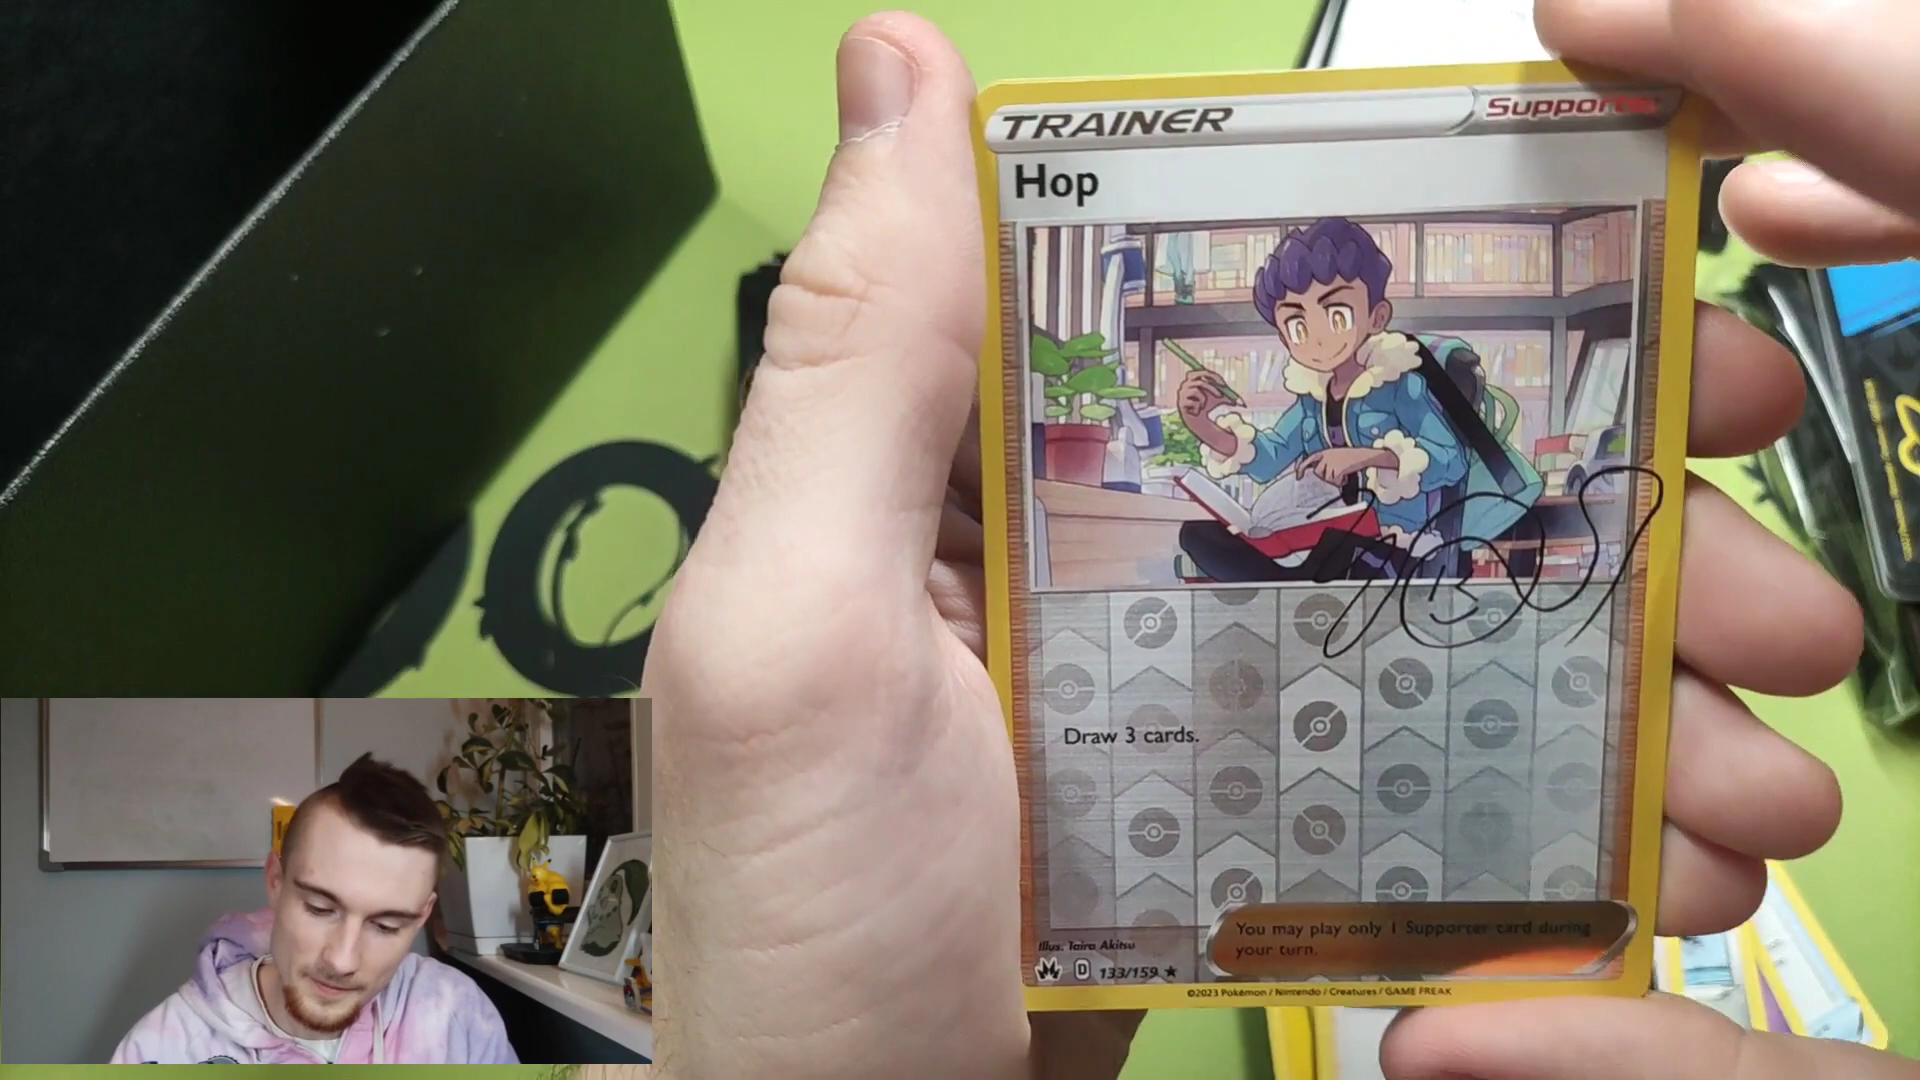 TRAINER
Supporte
Hop
Draw 3 cards.
You may play only 1 Supporter card during
your turn.
Illus. Taira Akitsu
D 133/159 ★
©2023 Pokémon / Nintendo / Creatures / GAME FREAK